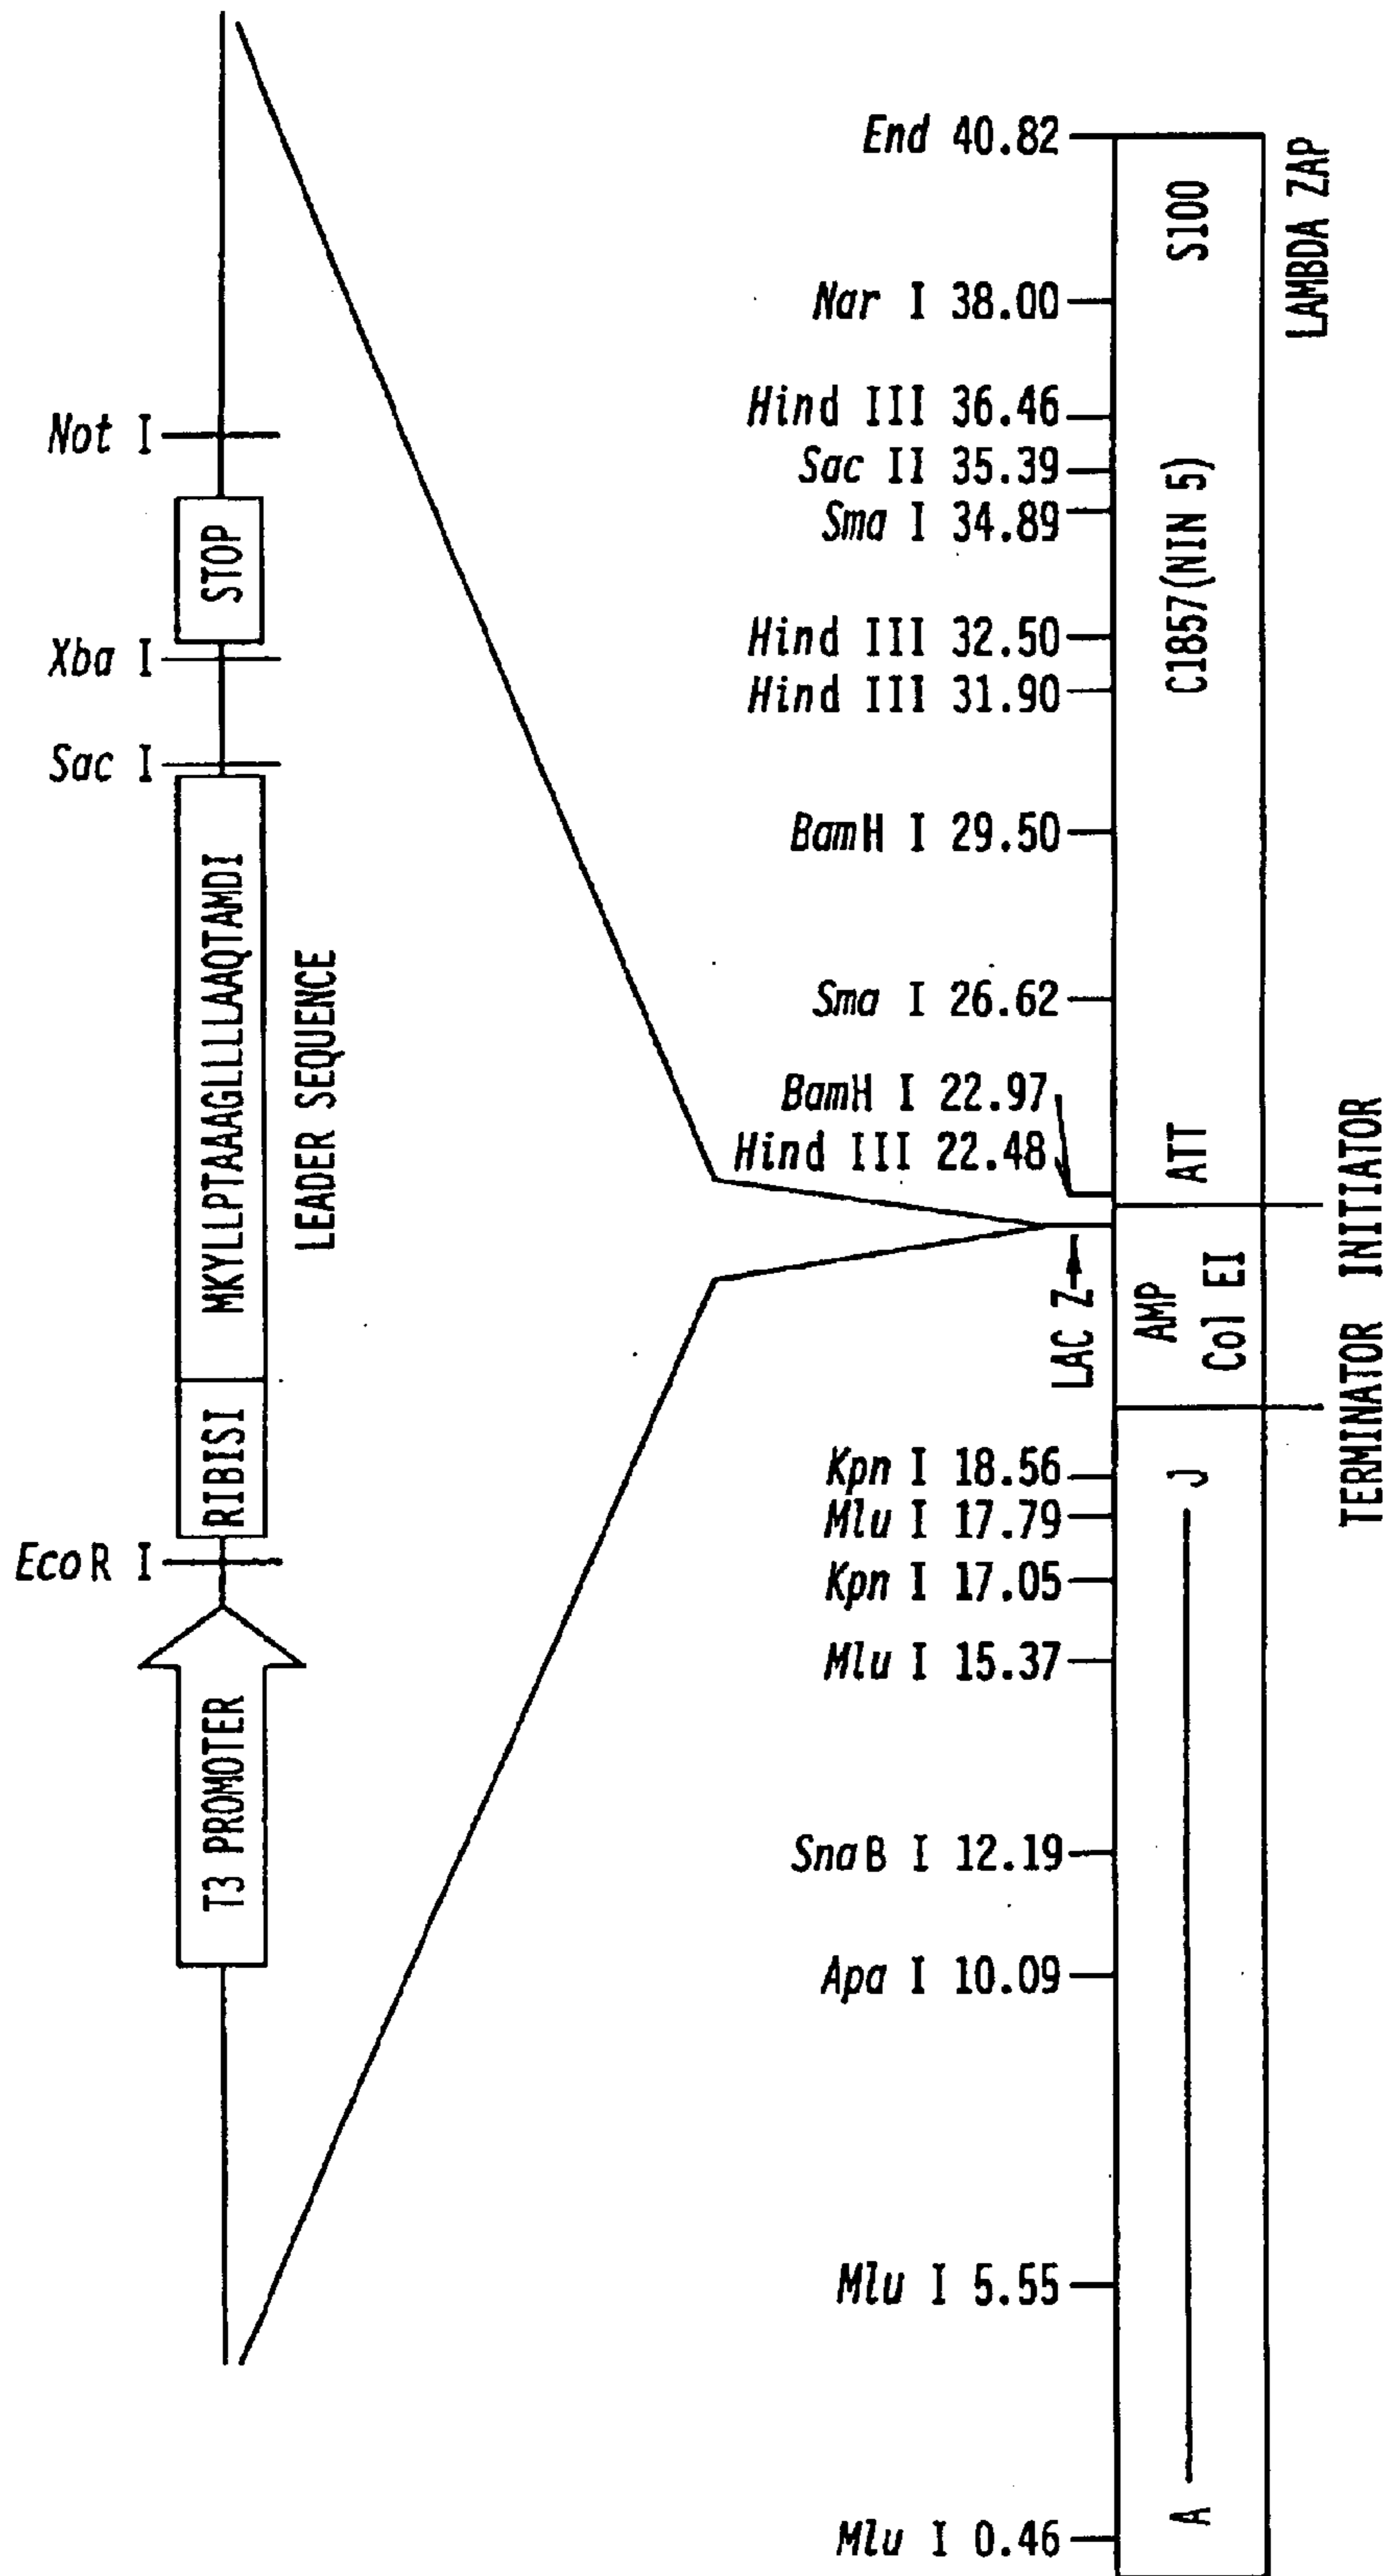 Not I
STOP
Xba I
Sac I
MKYLLPTAAAGLLLLAAQTAMDI
LEADER SEQUENCE
RIBISI
EcoR I
T3 PROMOTER
End 40.82
Nar I 38.00
Hind III 36.46
Sac II 35.39
Sma I 34.89
Hind III 32.50
Hind III 31.90
BamH I 29.50
Sma I 26.62
BamH I 22.97
Hind III 22.48
LAC Z
Kpn I 18.56
Mlu I 17.79
Kpn I 17.05
Mlu I 15.37
SnaB I 12.19
Apa I 10.09
Mlu I 5.55
Mlu I 0.46
S100
C1857(NIN 5)
ATT
AMP
Col EI
J
A
LAMBDA ZAP
INITIATOR
TERMINATOR